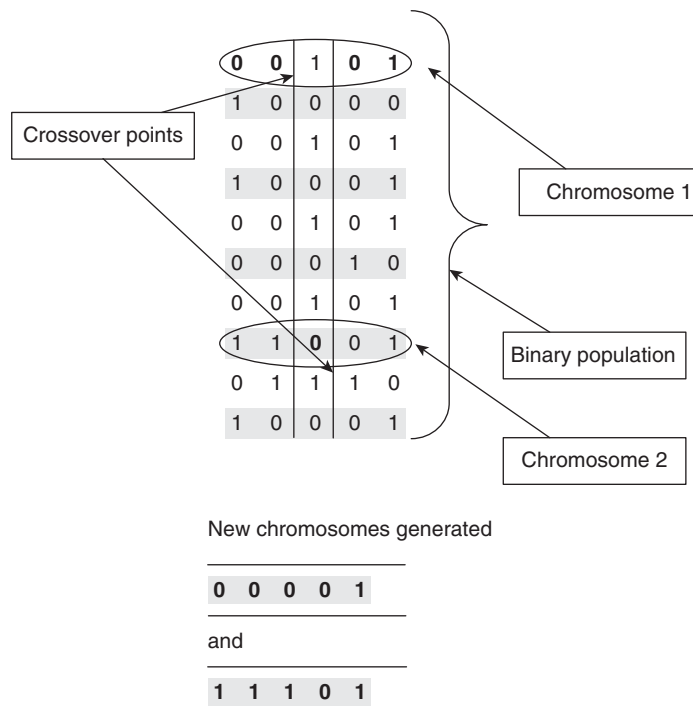 0 0 1 0 1
1 0 0 0 0
Crossover points
0 0 1 0 1
1 0 0 0 1
Chromosome 1
0 0 1 0 1
0 0 0 1 0
0 0 1 0 1
1 1 0 0 1
Binary population
0 1 1 1 0
1 0 0 0 1
Chromosome 2
New chromosomes generated
0 0 0 0 1
and
1 1 1 0 1